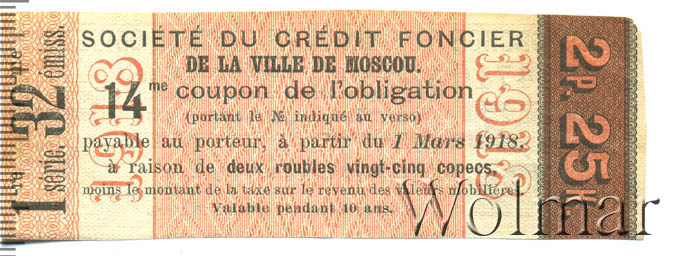 SOCIÉTÉ DU CRÉDIT FONCIER
DE LA VILLE DE MOSCOU.
14me coupon de l'obligation
(portant le № indiqué au verso)
payable au porteur, à partir du 1 Mars 1918.
à raison de deux roubles vingt-cinq copecs,
moins le montant de la taxe sur le revenu des valeurs mobilières.
Valable pendant 10 ans.
1 série. 32 émiss.
1918
1918
2 Р. 25 К.
Wolmar